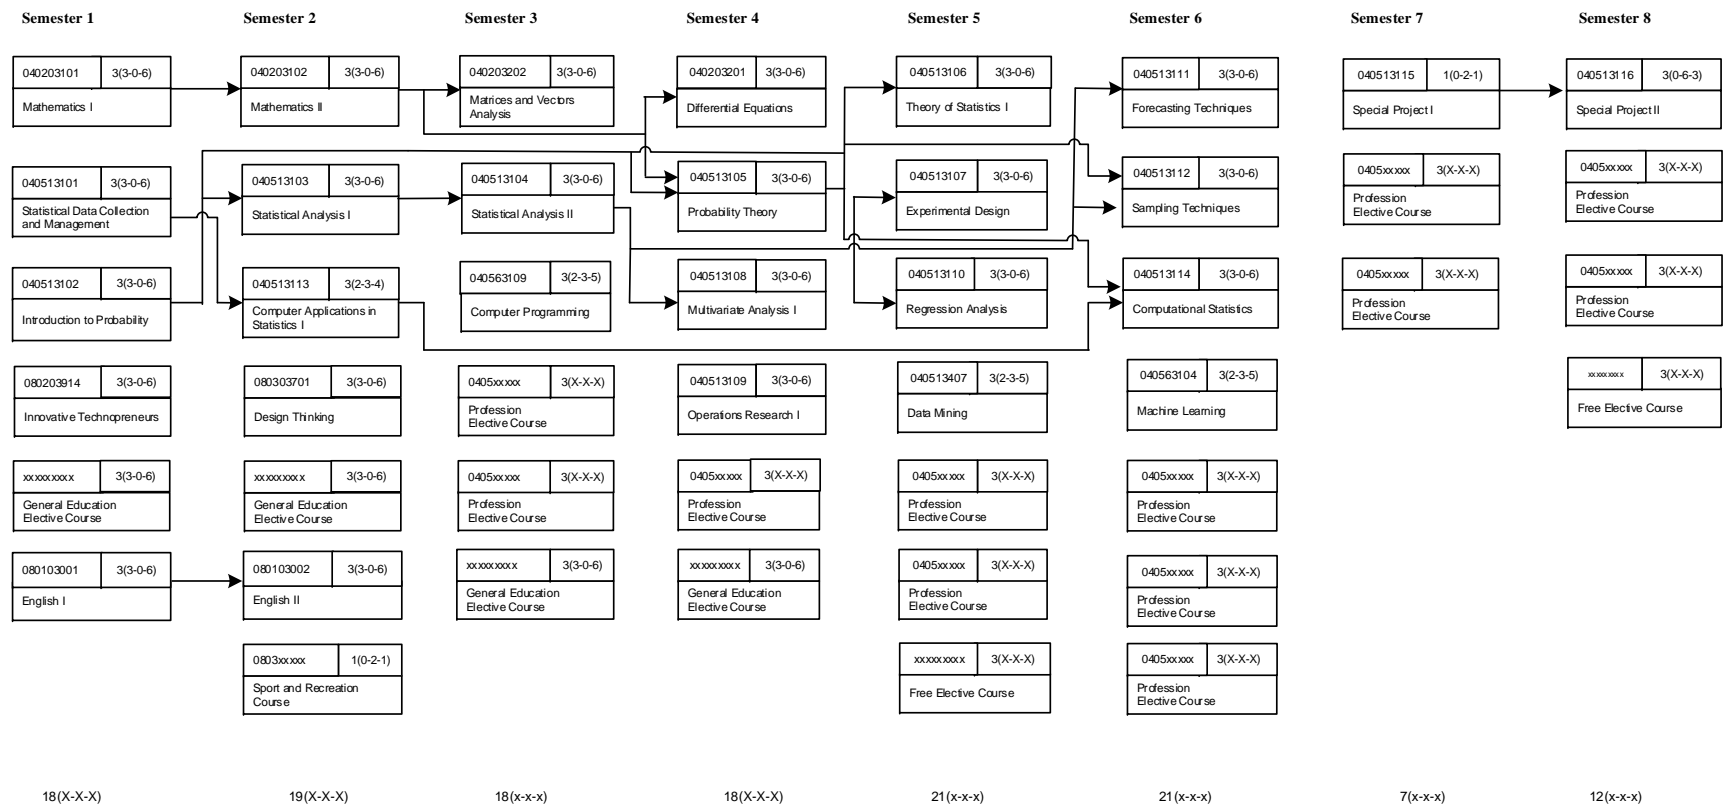 Semester 1
Semester 2
Semester 3
Semester 4
Semester 5
Semester 6
Semester 7
Semester 8
040203101 3(3-0-6)
Mathematics I
040203102 3(3-0-6)
Mathematics II
040203202 3(3-0-6)
Matrices and Vectors
Analysis
040203201 3(3-0-6)
Differential Equations
040513106 3(3-0-6)
Theory of Statistics I
040513111 3(3-0-6)
Forecasting Techniques
040513115 1(0-2-1)
Special Project I
040513116 3(0-6-3)
Special Project II
040513101 3(3-0-6)
Statistical Data Collection
and Management
040513103 3(3-0-6)
Statistical Analysis I
040513104 3(3-0-6)
Statistical Analysis II
040513105 3(3-0-6)
Probability Theory
040513107 3(3-0-6)
Experimental Design
040513112 3(3-0-6)
Sampling Techniques
0405xxxxx 3(X-X-X)
Profession
Elective Course
0405xxxxx 3(X-X-X)
Profession
Elective Course
040513102 3(3-0-6)
Introduction to Probability
040513113 3(2-3-4)
Computer Applications in
Statistics I
040563109 3(2-3-5)
Computer Programming
040513108 3(3-0-6)
Multivariate Analysis I
040513110 3(3-0-6)
Regression Analysis
040513114 3(3-0-6)
Computational Statistics
0405xxxxx 3(X-X-X)
Profession
Elective Course
0405xxxxx 3(X-X-X)
Profession
Elective Course
080203914 3(3-0-6)
Innovative Technopreneurs
080303701 3(3-0-6)
Design Thinking
0405xxxxx 3(X-X-X)
Profession
Elective Course
040513109 3(3-0-6)
Operations Research I
040513407 3(2-3-5)
Data Mining
040563104 3(2-3-5)
Machine Learning
xxxxxxxxx 3(X-X-X)
Free Elective Course
xxxxxxxxx 3(3-0-6)
General Education
Elective Course
xxxxxxxxx 3(3-0-6)
General Education
Elective Course
0405xxxxx 3(X-X-X)
Profession
Elective Course
0405xxxxx 3(X-X-X)
Profession
Elective Course
0405xxxxx 3(X-X-X)
Profession
Elective Course
0405xxxxx 3(X-X-X)
Profession
Elective Course
080103001 3(3-0-6)
English I
080103002 3(3-0-6)
English II
xxxxxxxxx 3(3-0-6)
General Education
Elective Course
xxxxxxxxx 3(3-0-6)
General Education
Elective Course
0405xxxxx 3(X-X-X)
Profession
Elective Course
0405xxxxx 3(X-X-X)
Profession
Elective Course
0803xxxxx 1(0-2-1)
Sport and Recreation
Course
xxxxxxxxx 3(X-X-X)
Free Elective Course
0405xxxxx 3(X-X-X)
Profession
Elective Course
18(X-X-X)
19(X-X-X)
18(x-x-x)
18(X-X-X)
21(x-x-x)
21(x-x-x)
7(x-x-x)
12(x-x-x)